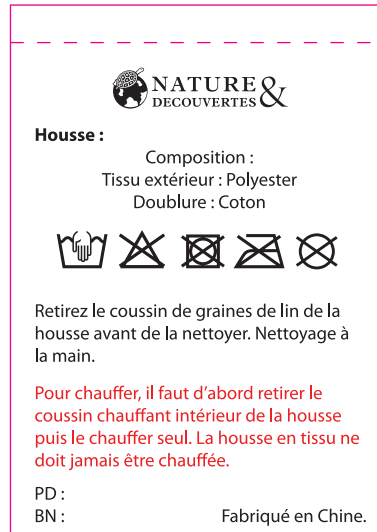 NATURE &
DECOUVERTES
Housse :
Composition :
Tissu extérieur : Polyester
Doublure : Coton
Retirez le coussin de graines de lin de la
housse avant de la nettoyer. Nettoyage à
la main.
Pour chauffer, il faut d’abord retirer le
coussin chauffant intérieur de la housse
puis le chauffer seul. La housse en tissu ne
doit jamais être chauffée.
PD :
BN : Fabriqué en Chine.